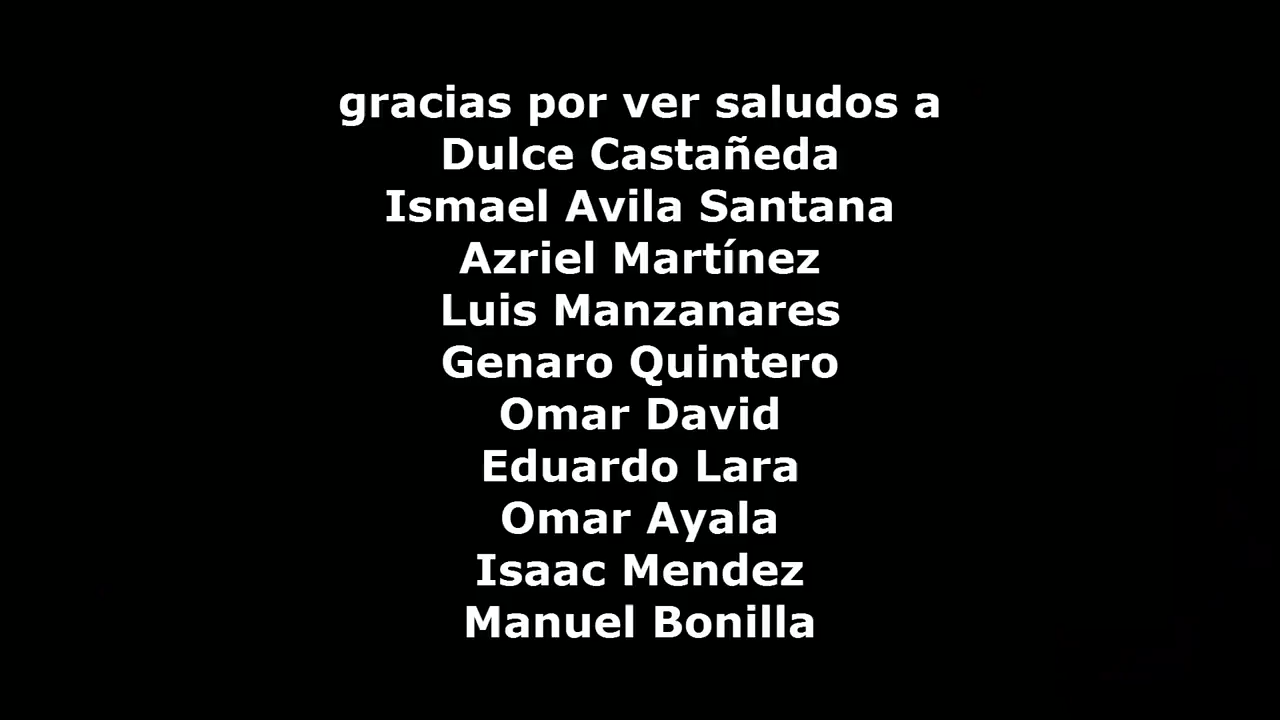 gracias por ver saludos a
Dulce Castañeda
Ismael Avila Santana
Azriel Martínez
Luis Manzanares
Genaro Quintero
Omar David
Eduardo Lara
Omar Ayala
Isaac Mendez
Manuel Bonilla